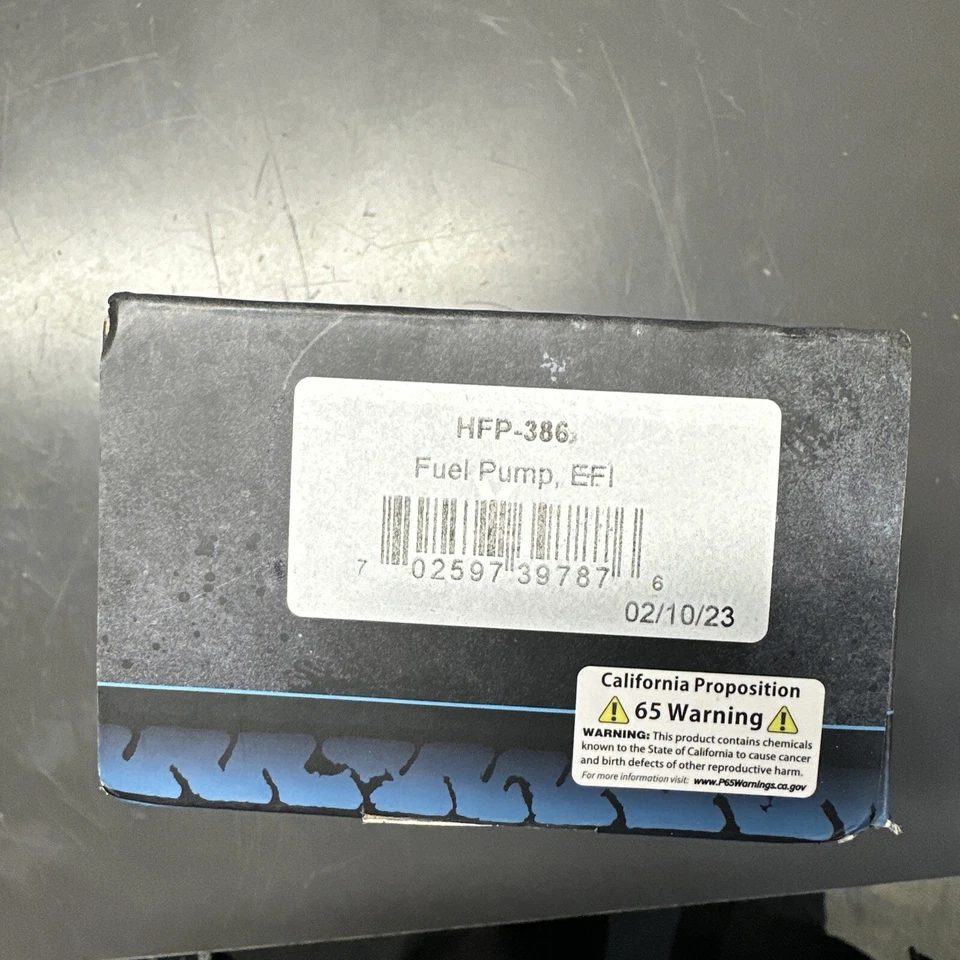 HFP-386
Fuel Pump, EFI
7 02597 39787 6
02/10/23
California Proposition
65 Warning
WARNING: This product contains chemicals
known to the State of California to cause cancer
and birth defects of other reproductive harm.
For more information visit: www.P65Warnings.ca.gov